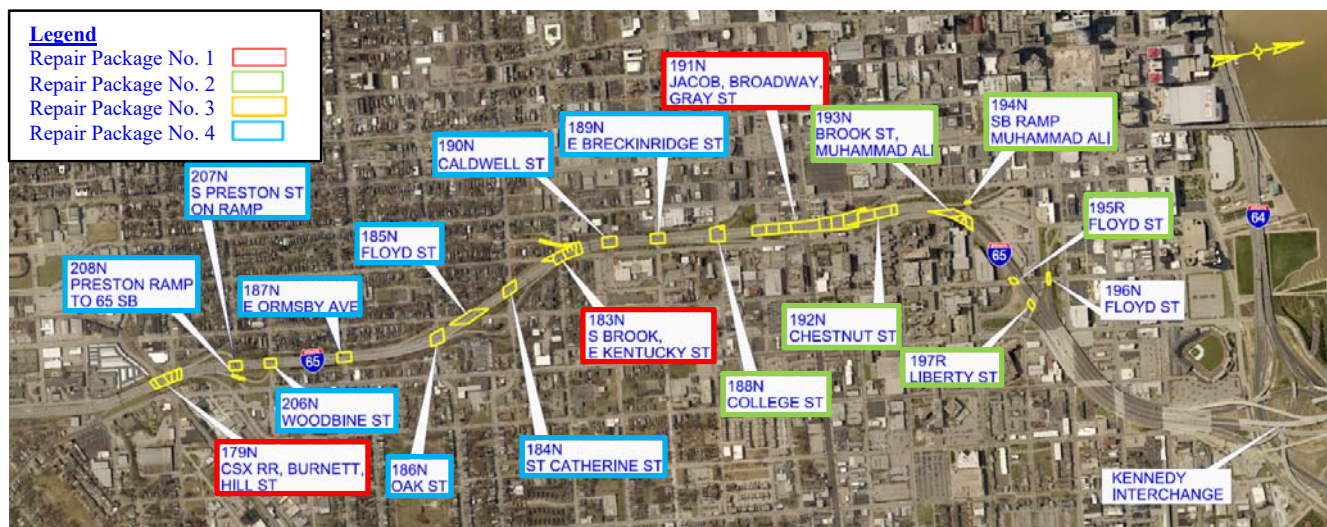 Legend
Repair Package No. 1
Repair Package No. 2
Repair Package No. 3
Repair Package No. 4
191N
JACOB, BROADWAY,
GRAY ST
194N
SB RAMP
MUHAMMAD ALI
193N
BROOK ST,
MUHAMMAD ALI
189N
E BRECKINRIDGE ST
190N
CALDWELL ST
207N
S PRESTON ST
ON RAMP
185N
FLOYD ST
195R
FLOYD ST
64
65
208N
PRESTON RAMP
TO 65 SB
187N
E ORMSBY AVE
196N
FLOYD ST
183N
S BROOK,
E KENTUCKY ST
192N
CHESTNUT ST
65
197R
LIBERTY ST
188N
COLLEGE ST
206N
WOODBINE ST
179N
CSX RR, BURNETT,
HILL ST
184N
ST CATHERINE ST
186N
OAK ST
KENNEDY
INTERCHANGE